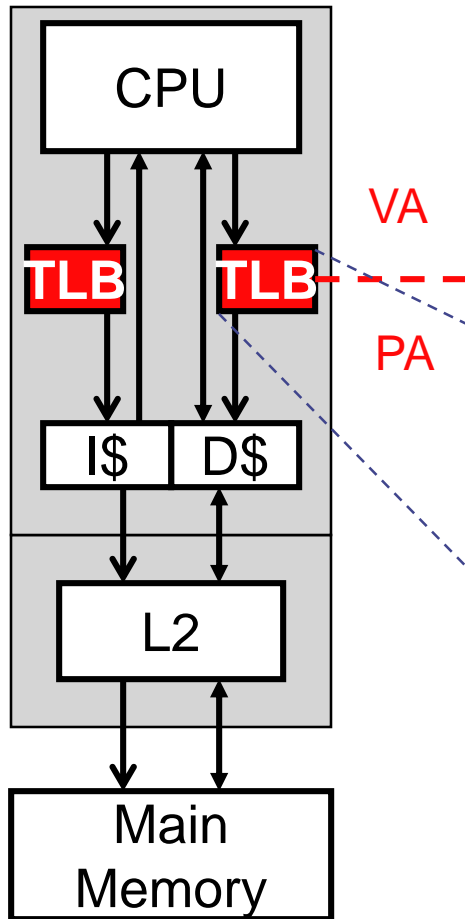 CPU
VA
TLB
TLB
PA
I$
D$
L2
Main
Memory